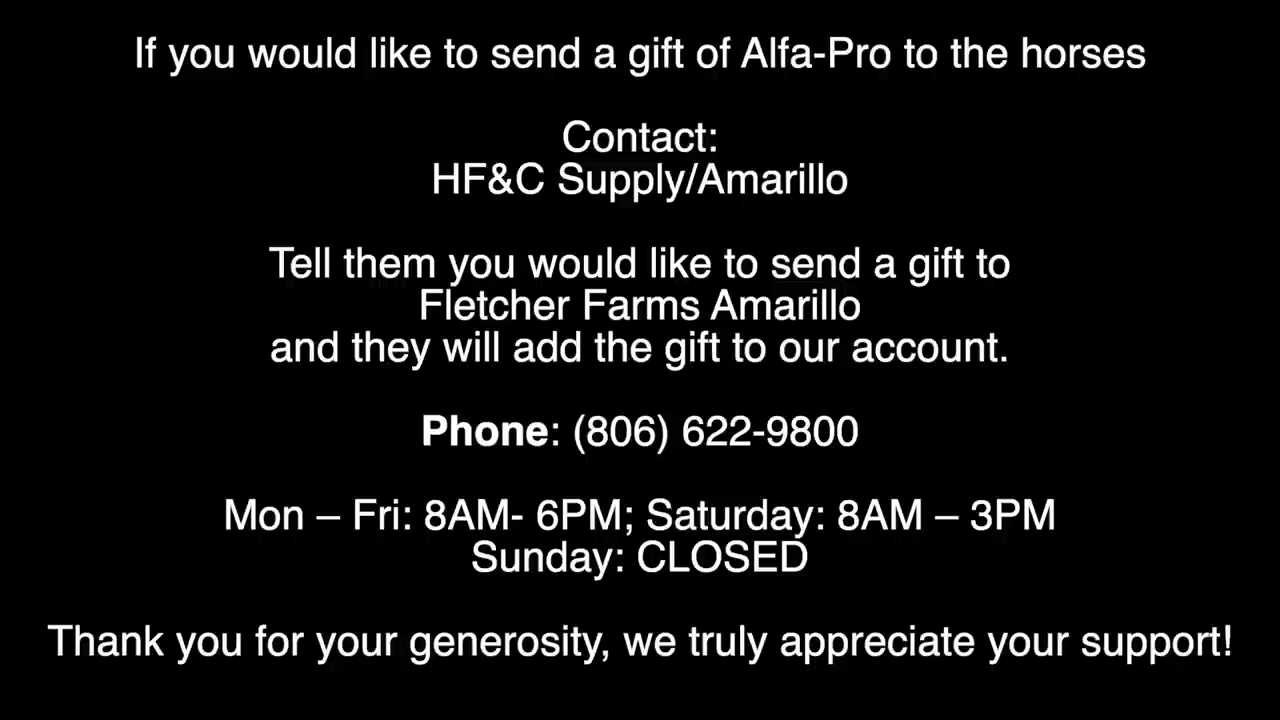 If you would like to send a gift of Alfa-Pro to the horses
Contact:
HF&C Supply/Amarillo
Tell them you would like to send a gift to
Fletcher Farms Amarillo
and they will add the gift to our account.
Phone: (806) 622-9800
Mon – Fri: 8AM- 6PM; Saturday: 8AM – 3PM
Sunday: CLOSED
Thank you for your generosity, we truly appreciate your support!